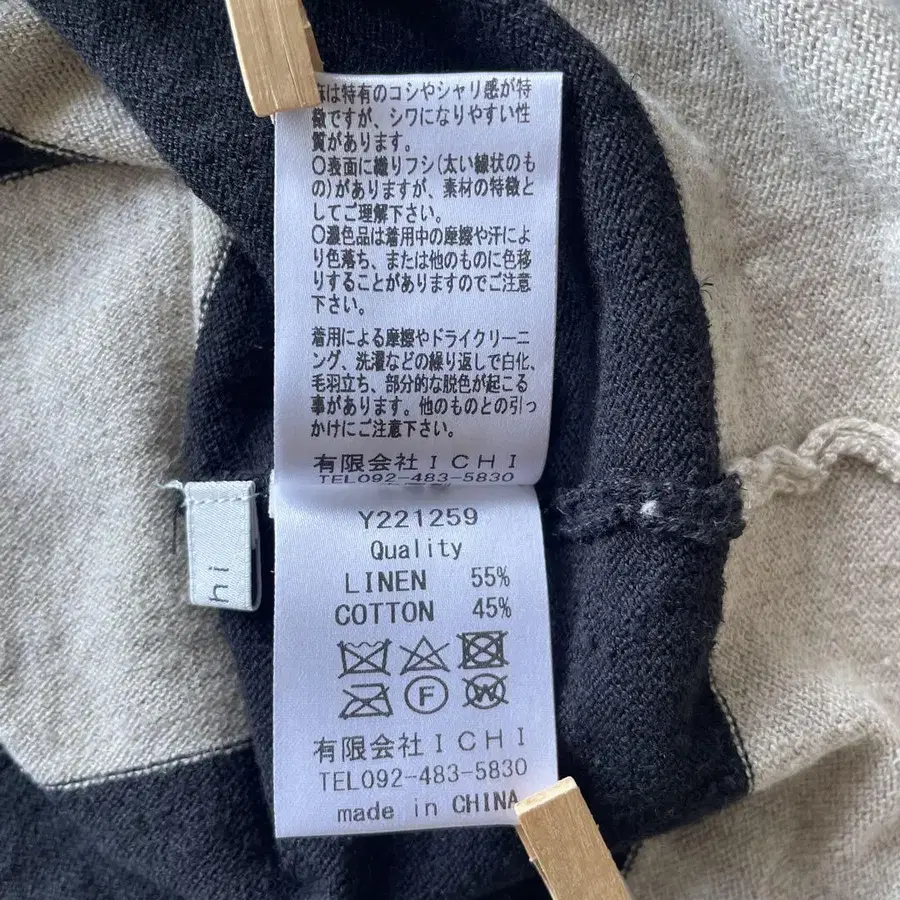 麻は特有のコシやシャリ感が特
徴ですが、シワになりやすい性
質があります。
○表面に織りフシ(太い線状のも
の)がありますが、素材の特徴と
してご理解下さい。
○濃色品は着用中の摩擦や汗によ
り色落ち、または他のものに色移
りすることがありますのでご注意
下さい。
着用による摩擦やドライクリーニ
ング、洗濯などの繰り返しで白化、
毛羽立ち、部分的な脱色が起こる
事があります。他のものとの引っ
かけにご注意下さい。
有限会社ICHI
TEL092-483-5830
hi
Y221259
Quality
LINEN 55%
COTTON 45%
F
W
有限会社ICHI
TEL092-483-5830
made in CHINA